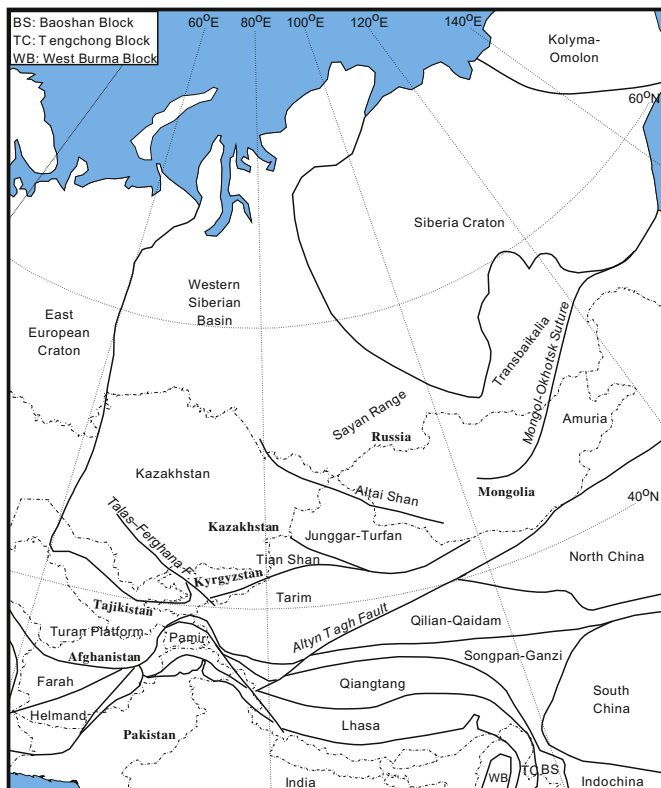 BS: Baoshan Block
TC: T engchong Block
WB: West Burma Block
60°E
80°E
100°E
120°E
140°E
Kolyma-
Omolon
60°N
Siberia Craton
Western
Siberian
Basin
East
European
Craton
Transbaikalia
Mongol-Okhotsk Suture
Amuria
Sayan Range
Russia
Kazakhstan
Altai Shan
Mongolia
40°N
Talas–Ferghana F.
Kazakhstan
Junggar-Turfan
North China
Tian Shan
Kyrgyzstan
Tarim
Tajikistan
Altyn Tagh Fault
Qilian-Qaidam
Turan Platform
Pamir
Afghanistan
Songpan-Ganzi
Farah
Qiangtang
South
China
Helmand
Lhasa
Pakistan
TC
BS
WB
India
Indochina